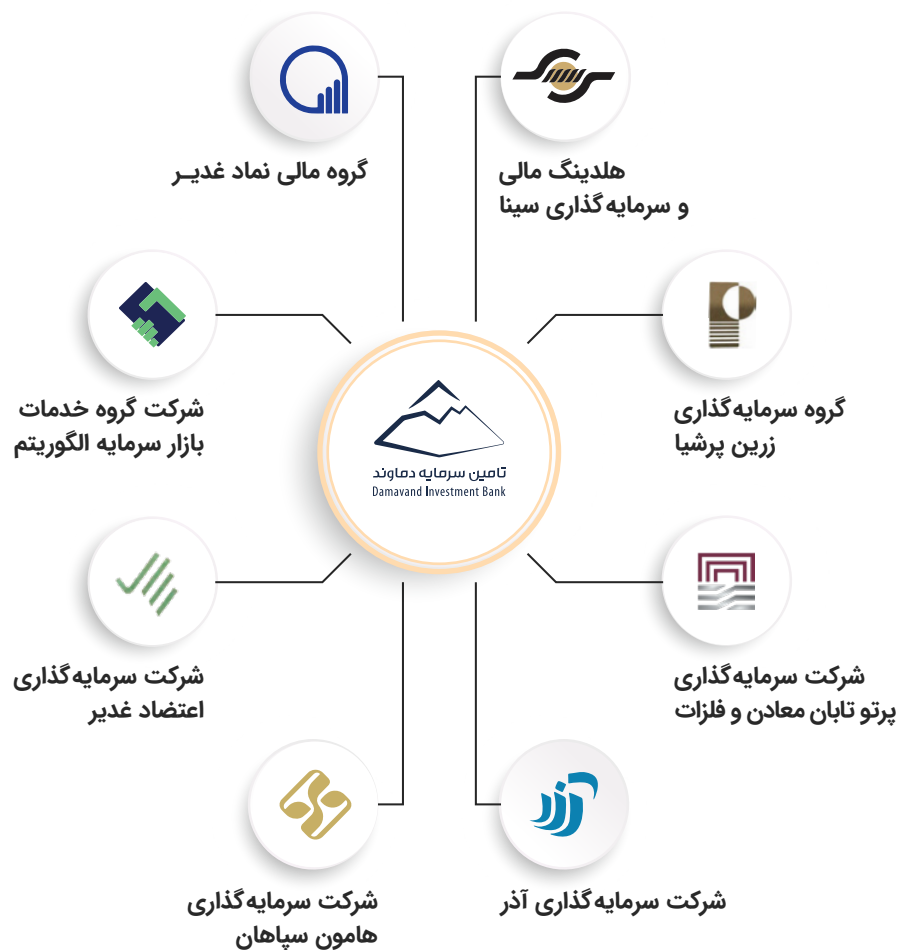 هلدینگ مالی
و سرمایه‌گذاری سینا
گروه مالی نماد غدیـر
گروه سرمایه‌گذاری
زرین پرشیا
شرکت گروه خدمات
بازار سرمایه الگوریتم
تامین سرمایه دماوند
Damavand Investment Bank
شرکت سرمایه‌گذاری
پرتو تابان معادن و فلزات
شرکت سرمایه‌گذاری
اعتضاد غدیر
شرکت سرمایه‌گذاری آذر
شرکت سرمایه‌گذاری
هامون سپاهان